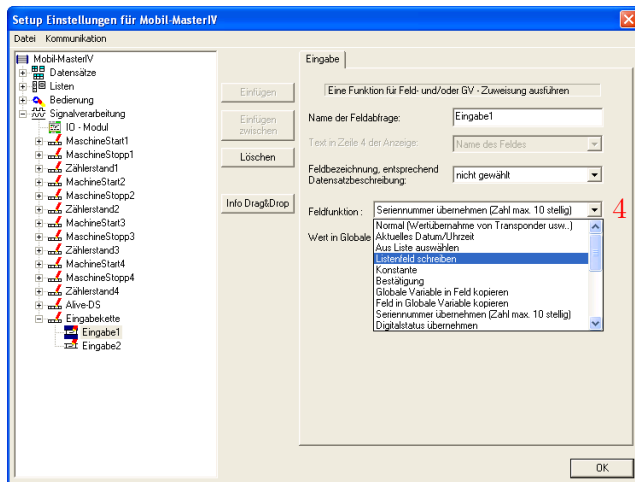 Setup Einstellungen für Mobil-MasterIV
Datei Kommunikation
Mobil-MasterIV
Datensätze
Listen
Bedienung
Signalverarbeitung
IO - Modul
MaschineStart1
MaschineStopp1
Zählerstand1
MachineStart2
MaschineStopp2
Zählerstand2
MachineStart3
MaschineStopp3
Zählerstand3
MachineStart4
MaschineStopp4
Zählerstand4
Alive-DS
Eingabekette
Eingabe1
Eingabe2
Einfügen
Einfügen
zwischen
Löschen
Info Drag&Drop
Eingabe
Eine Funktion für Feld- und/oder GV - Zuweisung ausführen
Name der Feldabfrage: Eingabe1
Text in Zeile 4 der Anzeige: Name des Feldes
Feldbezeichnung, entsprechend
Datensatzbeschreibung: nicht gewählt
Feldfunktion : Seriennummer übernehmen (Zahl max. 10 stellig) 4
Wert in Globale
Normal (Wertübernahme von Transponder usw..)
Aktuelles Datum/Uhrzeit
Aus Liste auswählen
Listenfeld schreiben
Konstante
Bestätigung
Globale Variable in Feld kopieren
Feld in Globale Variable kopieren
Seriennummer übernehmen (Zahl max. 10 stellig)
Digitalstatus übernehmen
OK